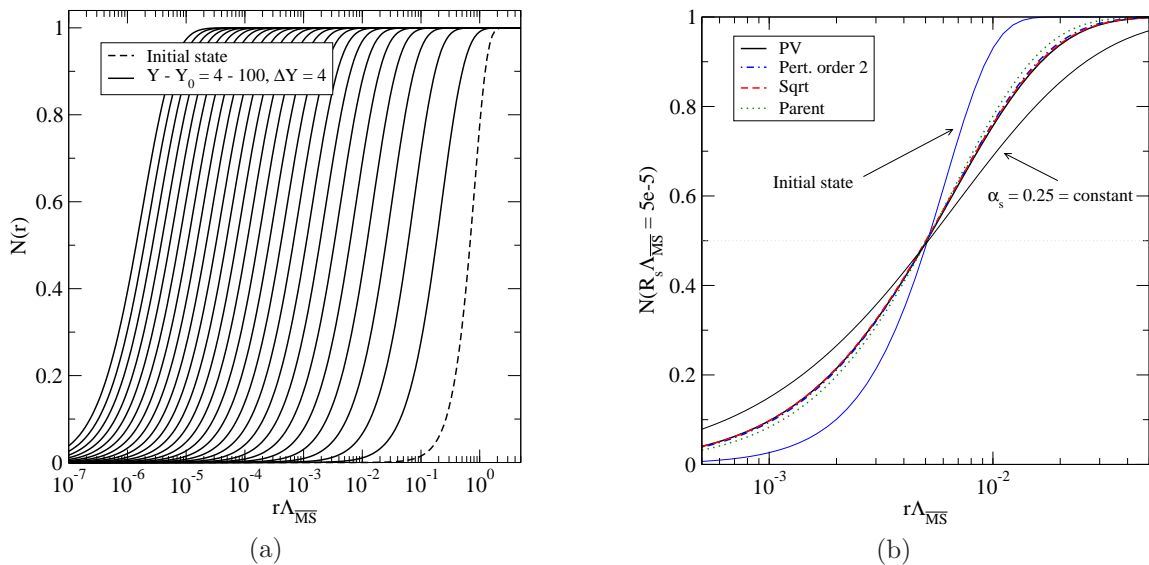 Initial state
Y - Y₀ = 4 - 100, ΔY = 4
1
0.8
0.6
0.4
0.2
0
N(r)
10⁻⁷ 10⁻⁶ 10⁻⁵ 10⁻⁴ 10⁻³ 10⁻² 10⁻¹ 10⁰
rΛ_MS̅
(a)
PV
Pert. order 2
Sqrt
Parent
Initial state
αₛ = 0.25 = constant
1
0.8
0.6
0.4
0.2
0
N(RₛΛ_MS̅ = 5e-5)
10⁻³ 10⁻²
rΛ_MS̅
(b)